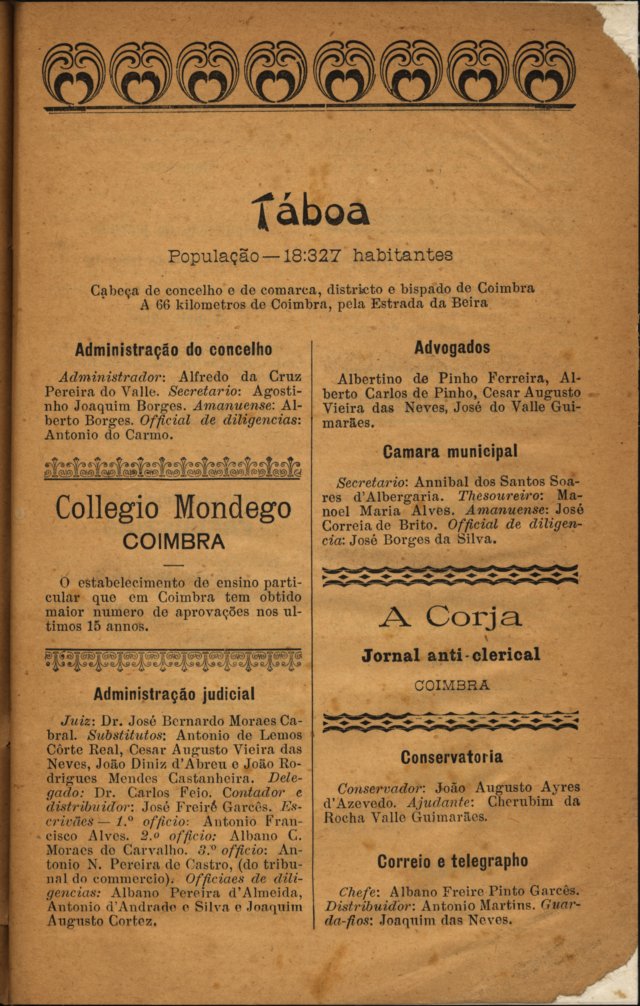 Táboa
População — 18:327 habitantes
Cabeça de concelho e de comarca, districto e bispado de Coimbra
A 66 kilometros de Coimbra, pela Estrada da Beira
Administração do concelho
Administrador: Alfredo da Cruz
Pereira do Valle. Secretario: Agosti-
nho Joaquim Borges. Amanuense: Al-
berto Borges. Official de diligencias:
Antonio do Carmo.
Collegio Mondego
COIMBRA
O estabelecimento de ensino parti-
cular que em Coimbra tem obtido
maior numero de aprovações nos ul-
timos 15 annos.
Administração judicial
Juiz: Dr. José Bernardo Moraes Ca-
bral. Substitutos: Antonio de Lemos
Côrte Real, Cesar Augusto Vieira das
Neves, João Diniz d'Abreu e João Ro-
drigues Mendes Castanheira. Dele-
gado: Dr. Carlos Feio. Contador e
distribuidor: José Freire Garcês. Es-
crivães — 1.º officio: Antonio Fran-
cisco Alves. 2.º officio: Albano C.
Moraes de Carvalho. 3.º officio: An-
tonio N. Pereira de Castro, (do tribu-
nal do commercio). Officiaes de dili-
gencias: Albano Pereira d'Almeida,
Antonio d'Andrade e Silva e Joaquim
Augusto Cortez.
Advogados
Albertino de Pinho Ferreira, Al-
berto Carlos de Pinho, Cesar Augusto
Vieira das Neves, José do Valle Gui-
marães.
Camara municipal
Secretario: Annibal dos Santos Soa-
res d'Albergaria. Thesoureiro: Ma-
noel Maria Alves. Amanuense: José
Correia de Brito. Official de diligen-
cia: José Borges da Silva.
A Corja
Jornal anti-clerical
COIMBRA
Conservatoria
Conservador: João Augusto Ayres
d'Azevedo. Ajudante: Cherubim da
Rocha Valle Guimarães.
Correio e telegrapho
Chefe: Albano Freire Pinto Garcês.
Distribuidor: Antonio Martins. Guar-
da-fios: Joaquim das Neves.